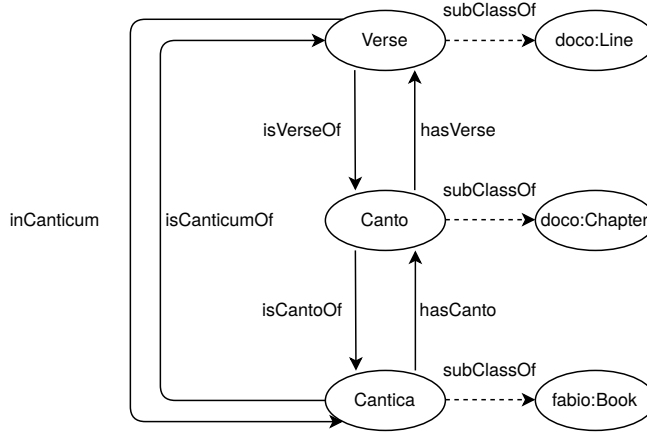 subClassOf
Verse
doco:Line
isVerseOf
hasVerse
subClassOf
inCanticum
isCanticumOf
Canto
doco:Chapter
isCantoOf
hasCanto
subClassOf
Cantica
fabio:Book